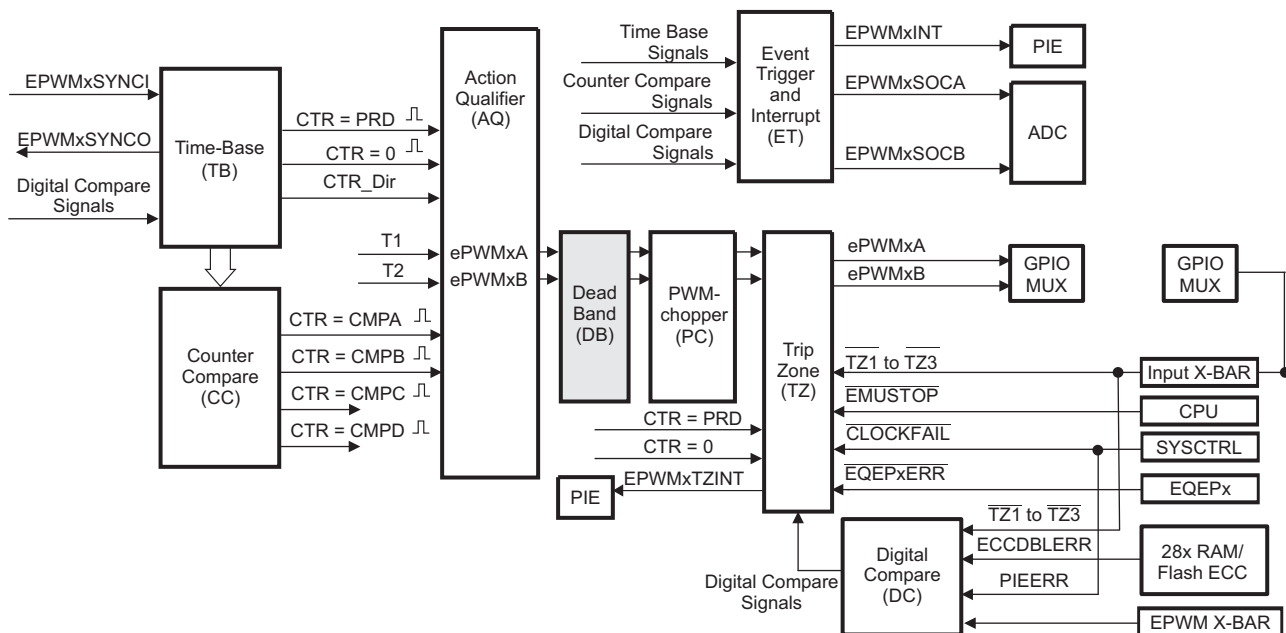 EPWMxSYNCI
EPWMxSYNCO
Digital Compare
Signals
Time-Base
(TB)
CTR = PRD
CTR = 0
CTR_Dir
T1
T2
Counter
Compare
(CC)
CTR = CMPA
CTR = CMPB
CTR = CMPC
CTR = CMPD
Action
Qualifier
(AQ)
ePWMxA
ePWMxB
Dead
Band
(DB)
PWM-
chopper
(PC)
Time Base
Signals
Counter Compare
Signals
Digital Compare
Signals
Event
Trigger
and
Interrupt
(ET)
EPWMxINT
EPWMxSOCA
EPWMxSOCB
PIE
ADC
Trip
Zone
(TZ)
ePWMxA
ePWMxB
GPIO
MUX
GPIO
MUX
TZ1 to TZ3
Input X-BAR
EMUSTOP
CPU
CLOCKFAIL
SYSCTRL
EQEPxERR
EQEPx
CTR = PRD
CTR = 0
EPWMxTZINT
PIE
TZ1 to TZ3
ECCDBLERR
PIEERR
28x RAM/
Flash ECC
EPWM X-BAR
Digital
Compare
(DC)
Digital Compare
Signals